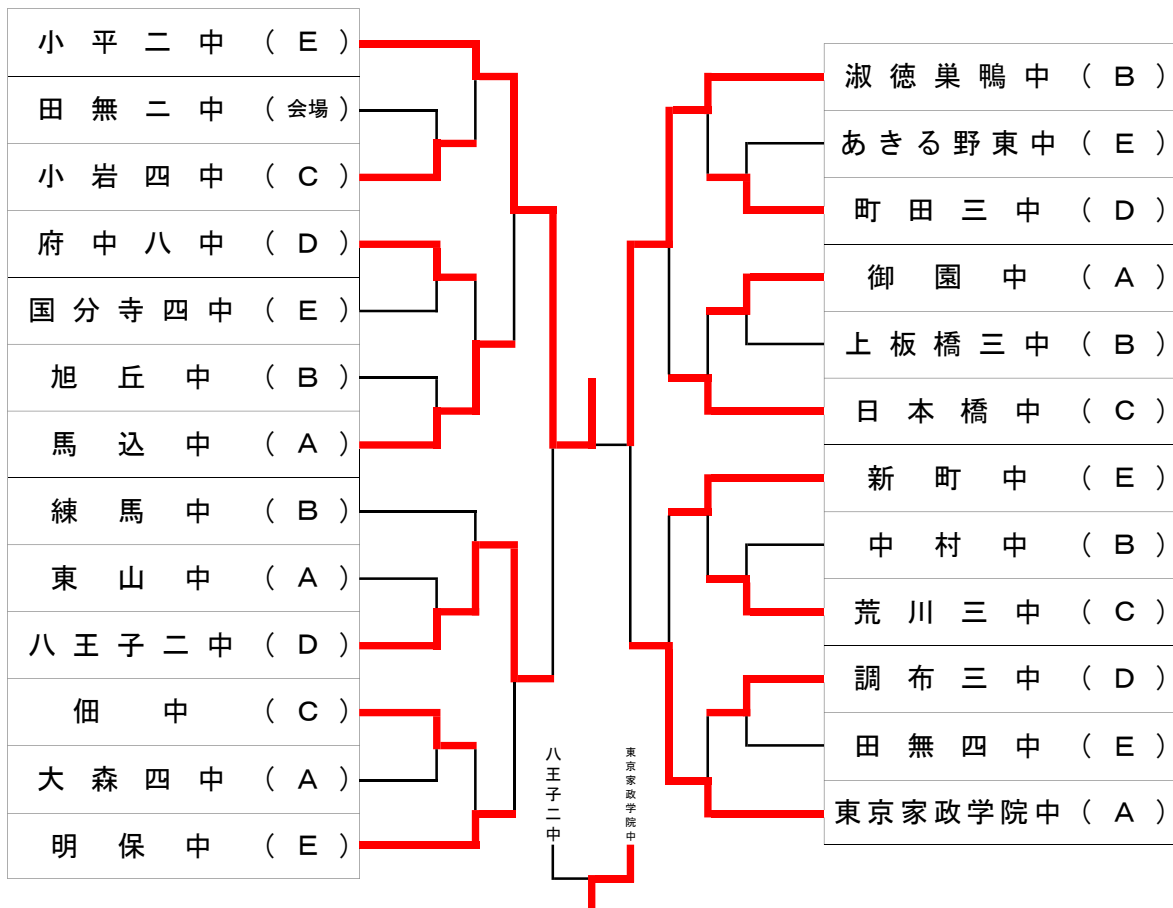 小平二中（E）
田無二中（会場）
小岩四中（C）
府中八中（D）
国分寺四中（E）
旭丘中（B）
馬込中（A）
練馬中（B）
東山中（A）
八王子二中（D）
佃中（C）
大森四中（A）
明保中（E）
八王子二中
東京家政学院中
淑徳巣鴨中（B）
あきる野東中（E）
町田三中（D）
御園中（A）
上板橋三中（B）
日本橋中（C）
新町中（E）
中村中（B）
荒川三中（C）
調布三中（D）
田無四中（E）
東京家政学院中（A）